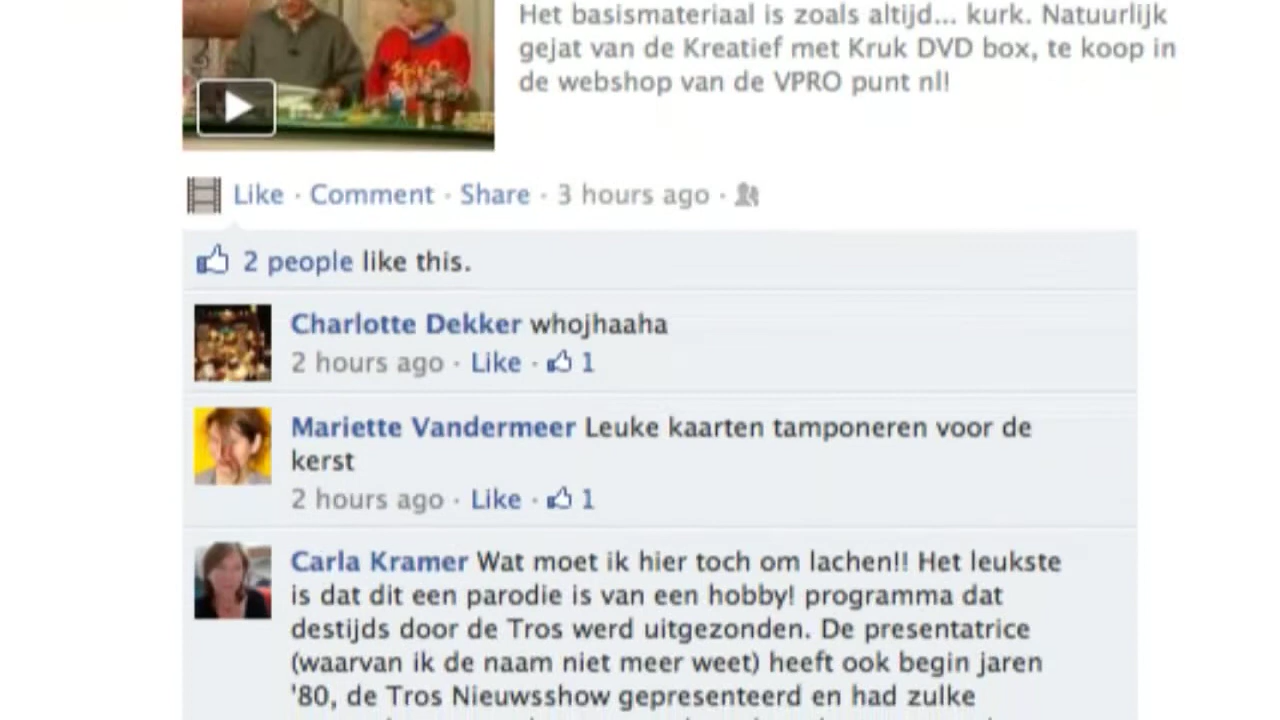 Het basismateriaal is zoals altijd... kurk. Natuurlijk
gejat van de Kreatief met Kruk DVD box, te koop in
de webshop van de VPRO punt nl!
Like · Comment · Share · 3 hours ago ·
2 people like this.
Charlotte Dekker whojhaaha
2 hours ago · Like · 1
Mariette Vandermeer Leuke kaarten tamponeren voor de
kerst
2 hours ago · Like · 1
Carla Kramer Wat moet ik hier toch om lachen!! Het leukste
is dat dit een parodie is van een hobby! programma dat
destijds door de Tros werd uitgezonden. De presentatrice
(waarvan ik de naam niet meer weet) heeft ook begin jaren
'80, de Tros Nieuwsshow gepresenteerd en had zulke